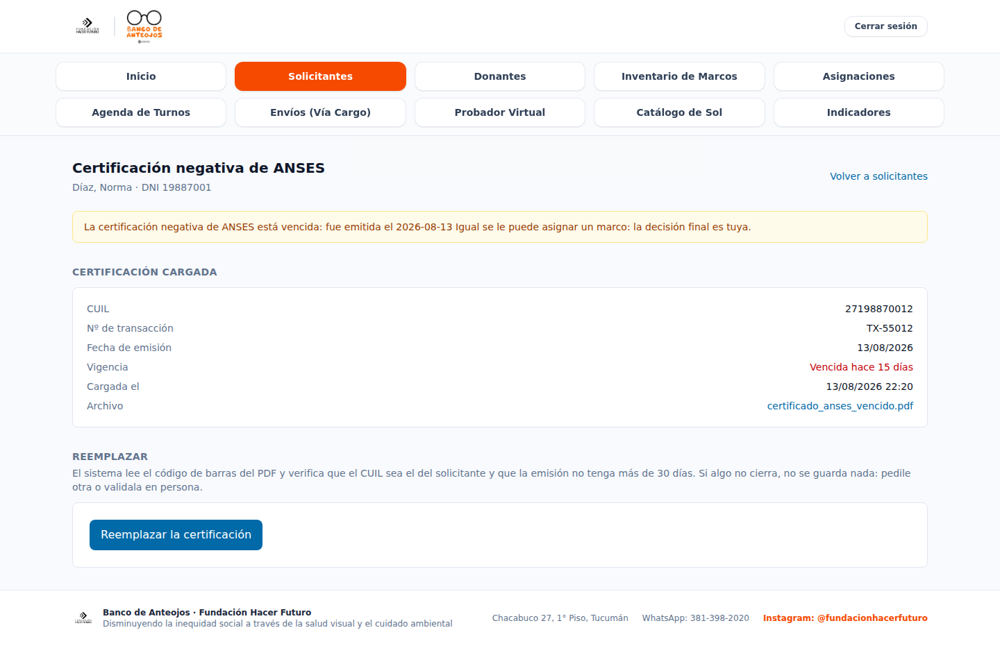 FUNDACIÓN
HACER FUTURO
BANCO DE
ANTEOJOS
Cerrar sesión
Inicio
Solicitantes
Donantes
Inventario de Marcos
Asignaciones
Agenda de Turnos
Envíos (Vía Cargo)
Probador Virtual
Catálogo de Sol
Indicadores
Certificación negativa de ANSES
Díaz, Norma · DNI 19887001
Volver a solicitantes
La certificación negativa de ANSES está vencida: fue emitida el 2026-08-13 Igual se le puede asignar un marco: la decisión final es tuya.
CERTIFICACIÓN CARGADA
CUIL 27198870012
Nº de transacción TX-55012
Fecha de emisión 13/08/2026
Vigencia Vencida hace 15 días
Cargada el 13/08/2026 22:20
Archivo certificado_anses_vencido.pdf
REEMPLAZAR
El sistema lee el código de barras del PDF y verifica que el CUIL sea el del solicitante y que la emisión no tenga más de 30 días. Si algo no cierra, no se guarda nada: pedile
otra o validala en persona.
Reemplazar la certificación
FUNDACIÓN
HACER FUTURO
Banco de Anteojos · Fundación Hacer Futuro
Disminuyendo la inequidad social a través de la salud visual y el cuidado ambiental
Chacabuco 27, 1° Piso, Tucumán
WhatsApp: 381-398-2020
Instagram: @fundacionhacerfuturo